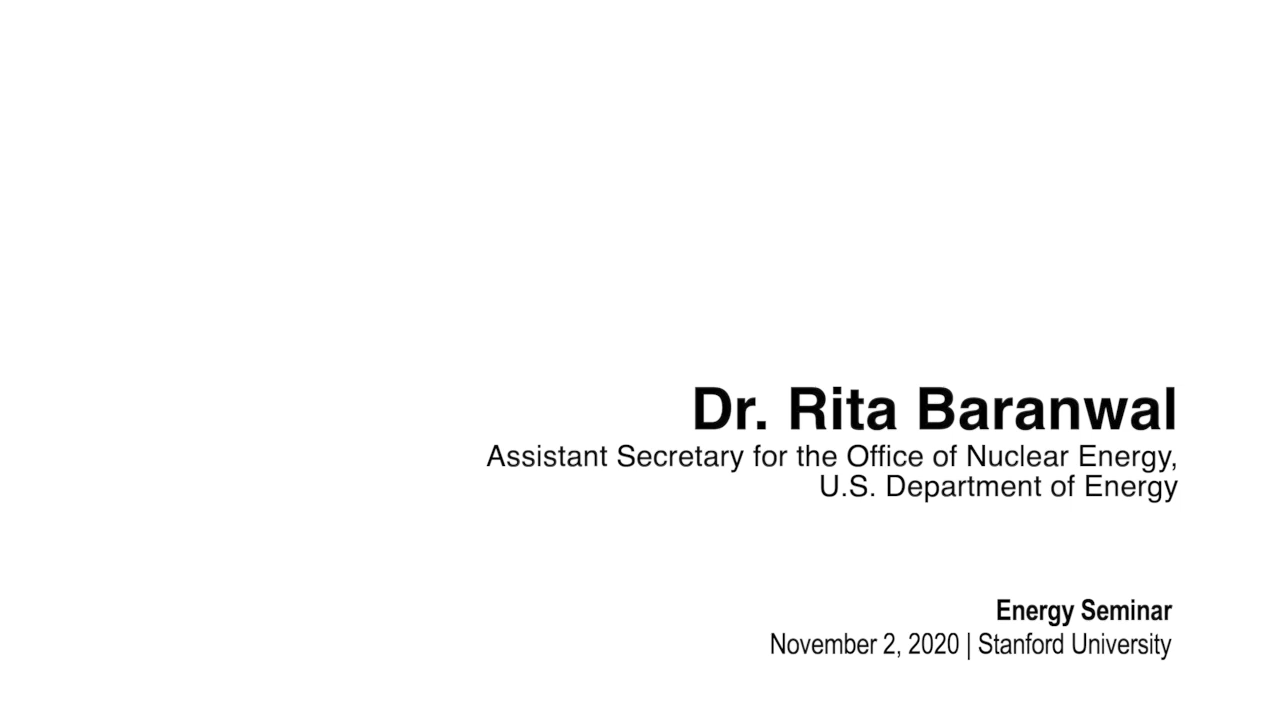 Dr. Rita Baranwal
Assistant Secretary for the Office of Nuclear Energy,
U.S. Department of Energy
Energy Seminar
November 2, 2020 | Stanford University